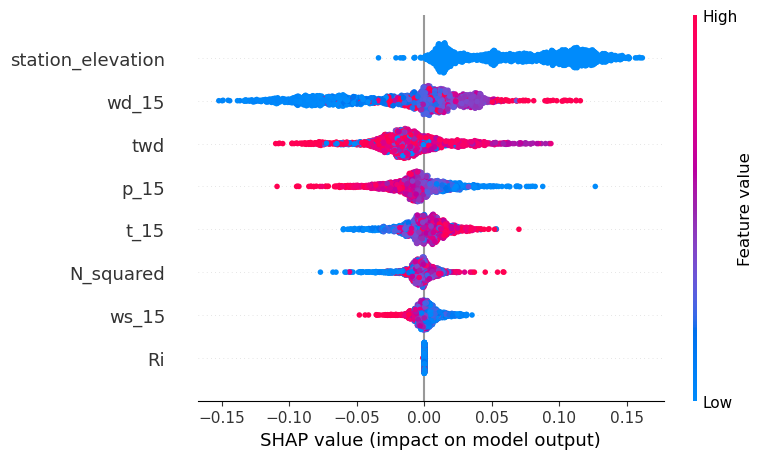 High
station_elevation
wd_15
twd
p_15
t_15
N_squared
ws_15
Ri
Feature value
Low
−0.15 −0.10 −0.05 0.00 0.05 0.10 0.15
SHAP value (impact on model output)